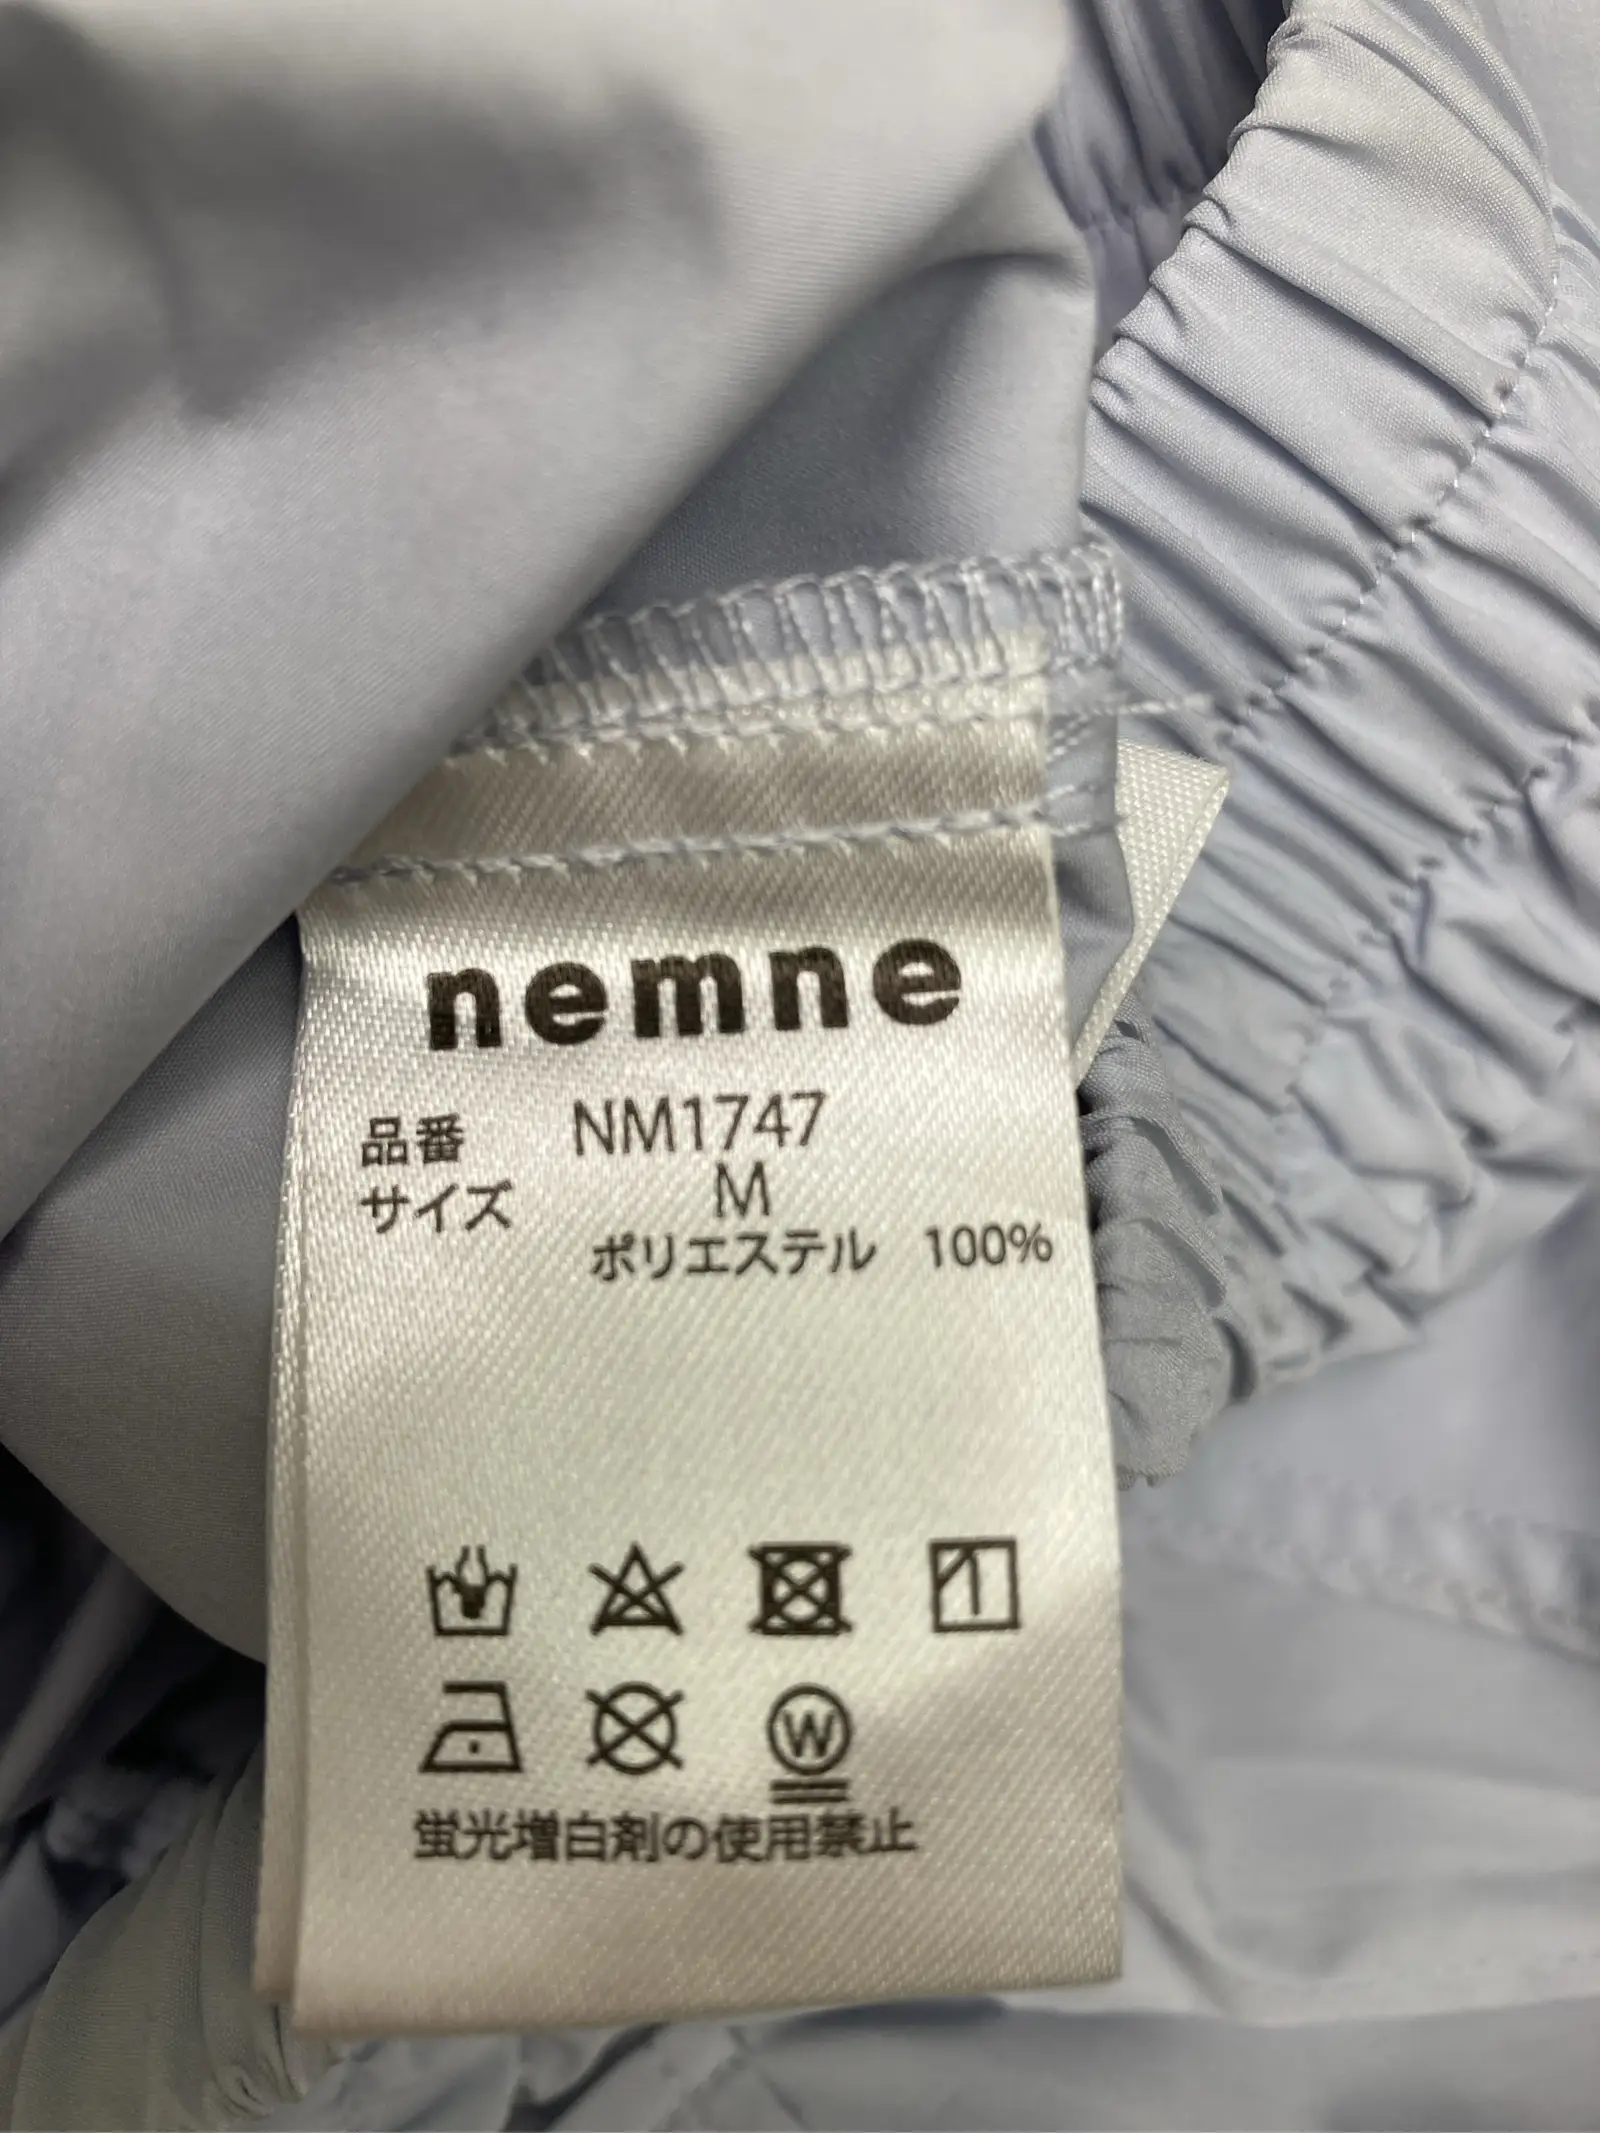 nemne
品番 NM1747
サイズ M
ポリエステル 100%
W
蛍光増白剤の使用禁止